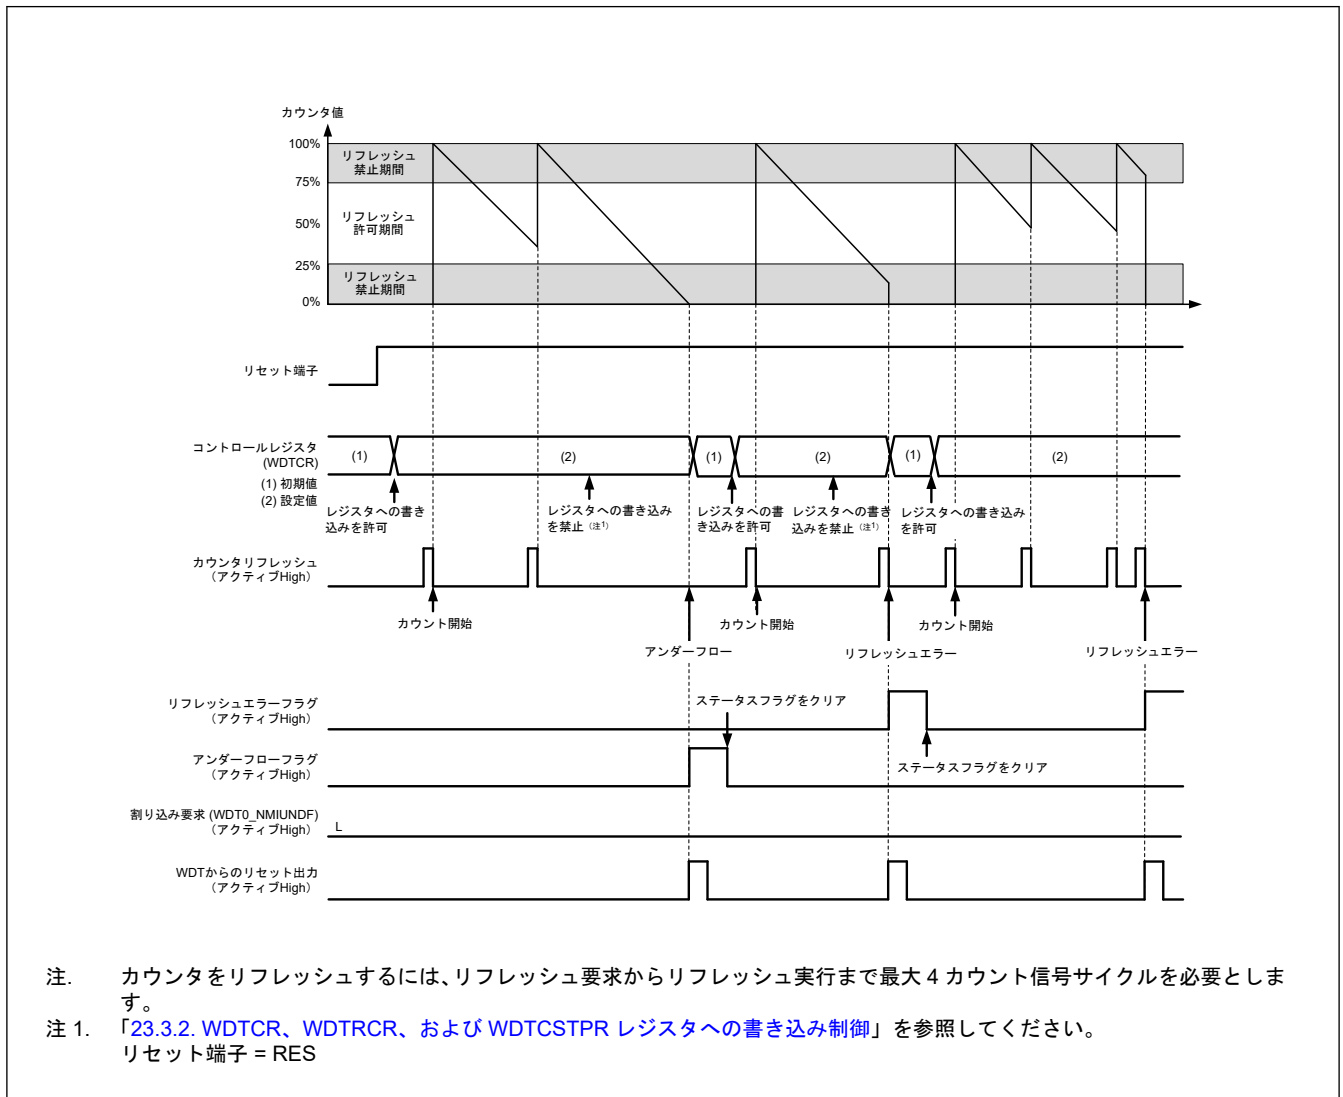 カウンタ値
100%
リフレッシュ
禁止期間
75%
50%
リフレッシュ
許可期間
25%
リフレッシュ
禁止期間
0%
リセット端子
コントロールレジスタ
(WDTCR)
(1) 初期値
(2) 設定値
(1)
(2)
(1)
(2)
(1)
(2)
レジスタへの書き
込みを許可
レジスタへの書き込み
を禁止（注1）
レジスタへの書
き込みを許可
レジスタへの書き
込みを禁止（注1）
レジスタへの書き込み
を許可
カウンタリフレッシュ
（アクティブHigh）
カウント開始
カウント開始
カウント開始
アンダーフロー
リフレッシュエラー
リフレッシュエラー
リフレッシュエラーフラグ
（アクティブHigh）
ステータスフラグをクリア
アンダーフローフラグ
（アクティブHigh）
ステータスフラグをクリア
割り込み要求 (WDT0_NMIUNDF)
（アクティブHigh）
L
WDTからのリセット出力
（アクティブHigh）
注. カウンタをリフレッシュするには、リフレッシュ要求からリフレッシュ実行まで最大 4 カウント信号サイクルを必要としま
す。
注 1. 「23.3.2. WDTCR、WDTRCR、および WDTCSTPR レジスタへの書き込み制御」を参照してください。
リセット端子 = RES